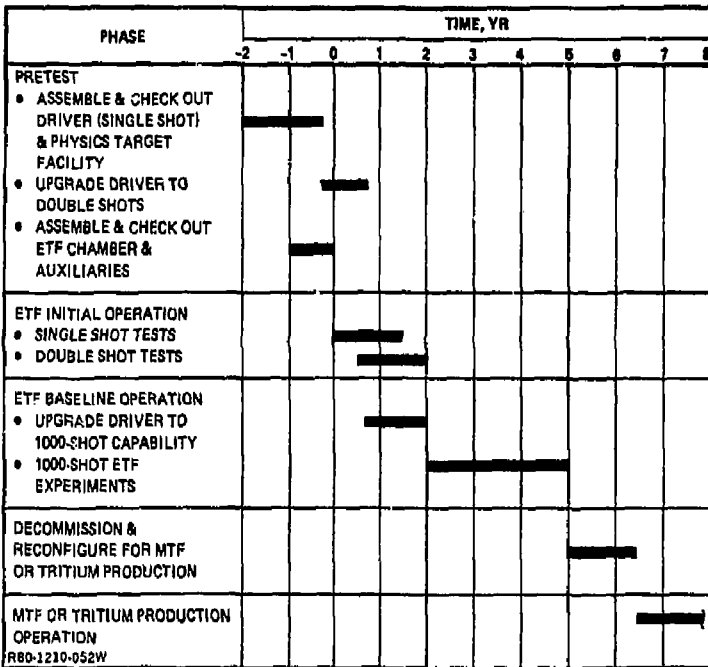 PHASE
TIME, YR
-2 -1 0 1 2 3 4 5 6 7 8
PRETEST
• ASSEMBLE & CHECK OUT
DRIVER (SINGLE SHOT)
& PHYSICS TARGET
FACILITY
• UPGRADE DRIVER TO
DOUBLE SHOTS
• ASSEMBLE & CHECK OUT
ETF CHAMBER &
AUXILIARIES
ETF INITIAL OPERATION
• SINGLE SHOT TESTS
• DOUBLE SHOT TESTS
ETF BASELINE OPERATION
• UPGRADE DRIVER TO
1000-SHOT CAPABILITY
• 1000-SHOT ETF
EXPERIMENTS
DECOMMISSION &
RECONFIGURE FOR MTF
OR TRITIUM PRODUCTION
MTF OR TRITIUM PRODUCTION
OPERATION
R80-1210-052W